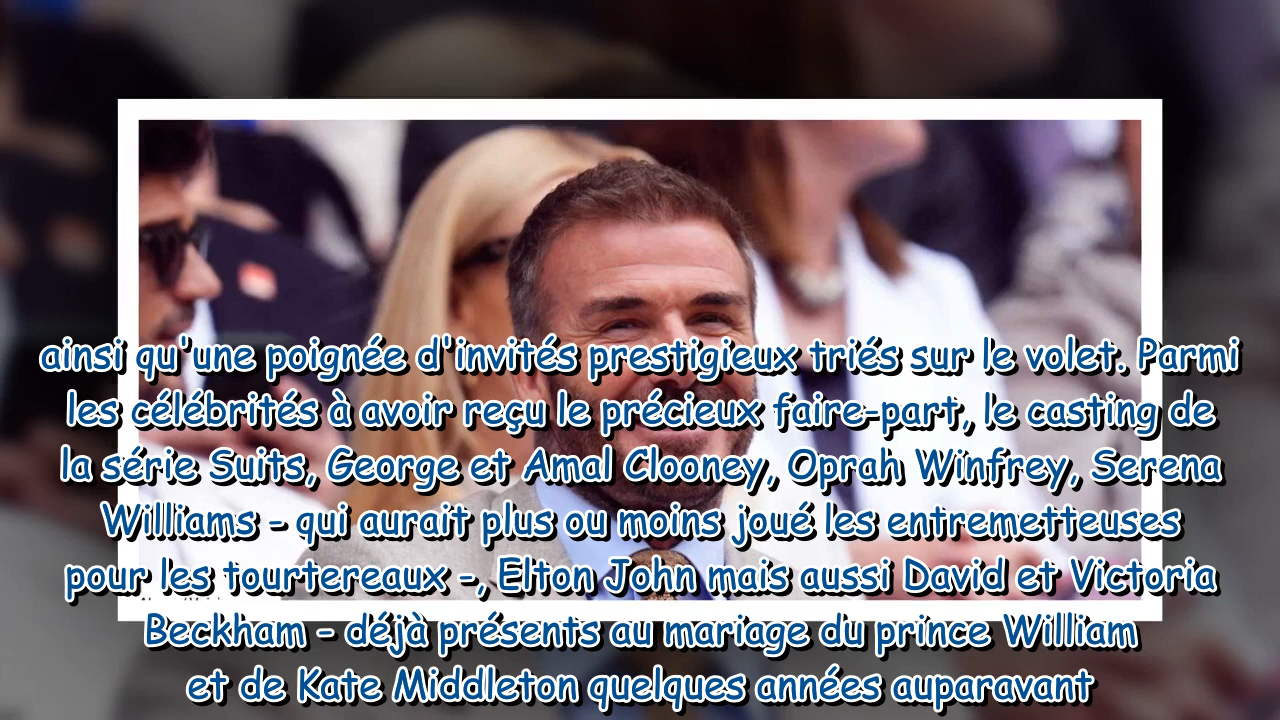 ainsi qu'une poignée d'invités prestigieux triés sur le volet. Parmi
les célébrités à avoir reçu le précieux faire-part, le casting de
la série Suits, George et Amal Clooney, Oprah Winfrey, Serena
Williams - qui aurait plus ou moins joué les entremetteuses
pour les tourtereaux -, Elton John mais aussi David et Victoria
Beckham - déjà présents au mariage du prince William
et de Kate Middleton quelques années auparavant